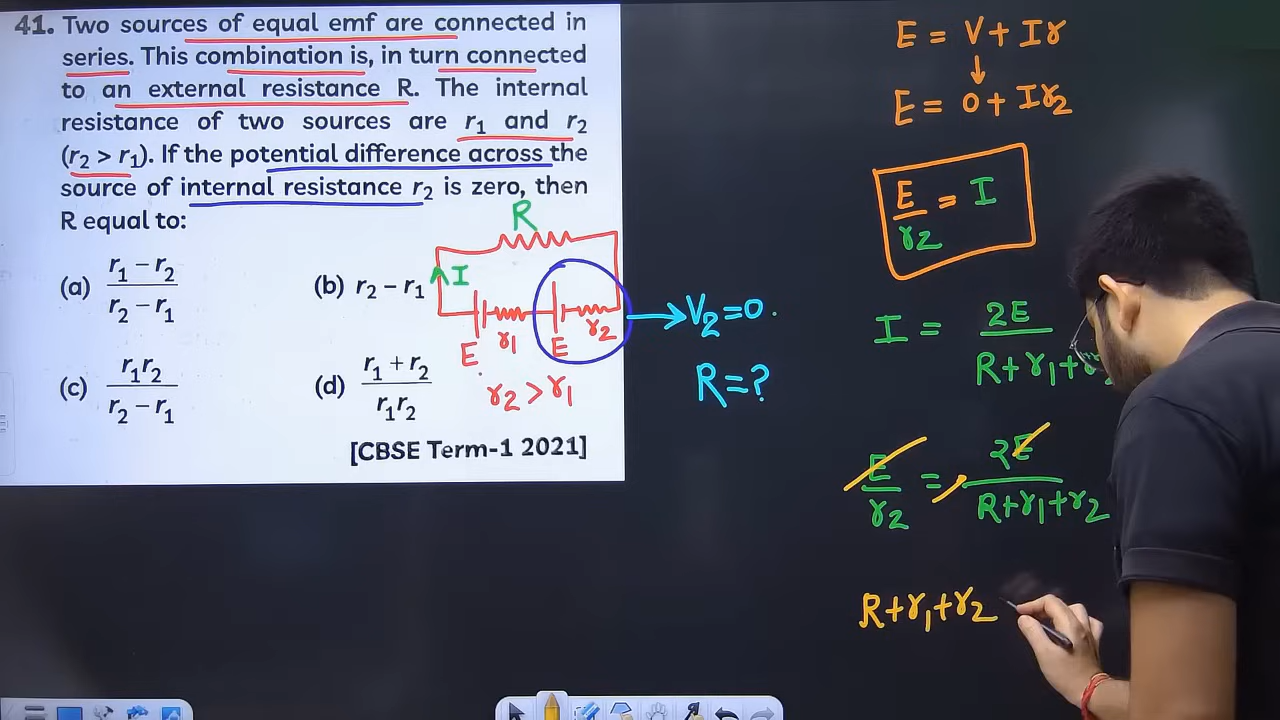 41. Two sources of equal emf are connected in
series. This combination is, in turn connected
to an external resistance R. The internal
resistance of two sources are r₁ and r₂
(r₂ > r₁). If the potential difference across the
source of internal resistance r₂ is zero, then
R equal to:
(a) r₁ – r₂ / r₂ – r₁
(b) r₂ – r₁
(c) r₁r₂ / r₂ – r₁
(d) r₁ + r₂ / r₁r₂
[CBSE Term-1 2021]
R
I
r₁
r₂
E
E
r₂ > r₁
V₂ = 0.
R = ?
E = V + Ir
↓
E = 0 + Ir₂
E / r₂ = I
I = 2E / R + r₁ + r₂
E / r₂ = 2E / R + r₁ + r₂
R + r₁ + r₂